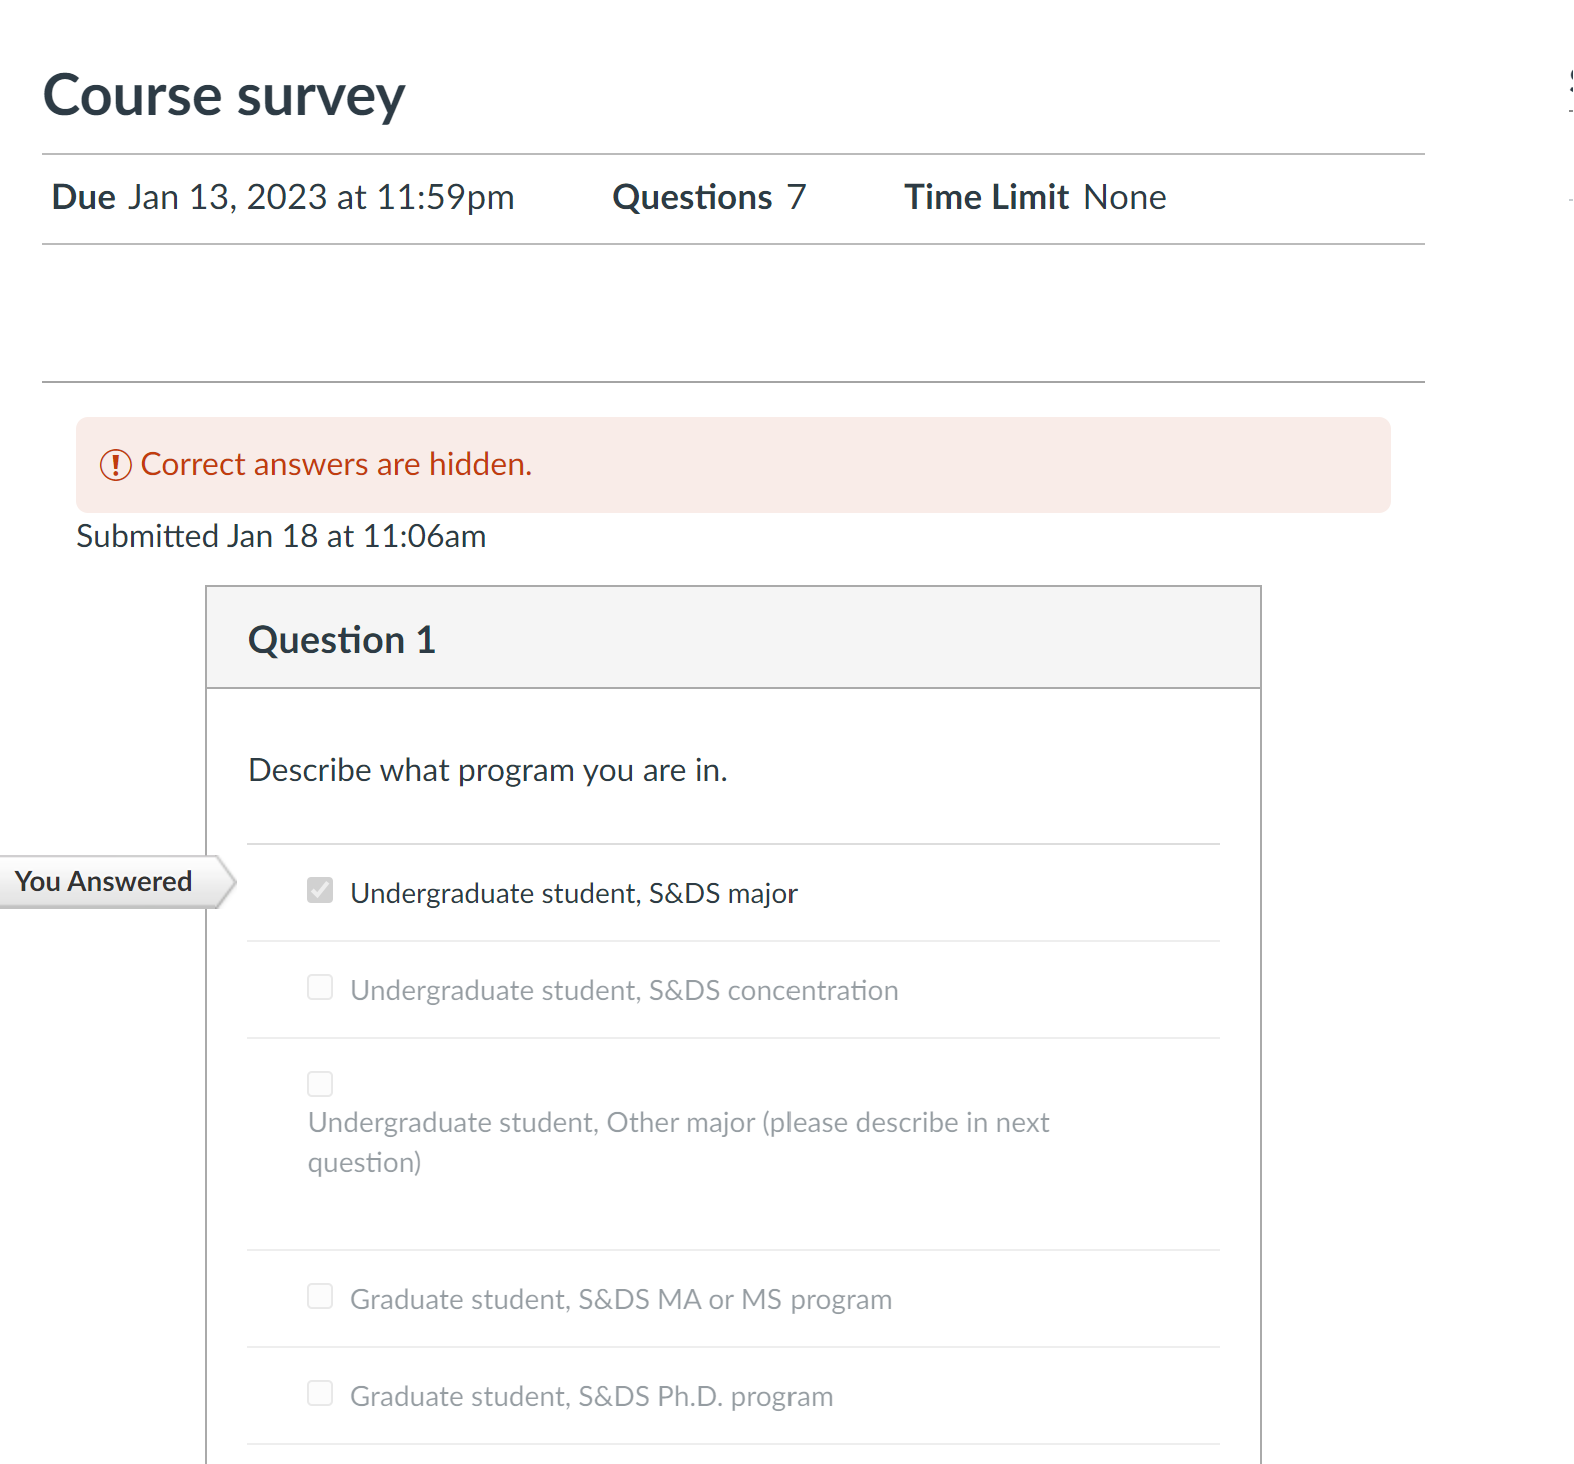 Course survey
Due Jan 13, 2023 at 11:59pm Questions 7 Time Limit None
! Correct answers are hidden.
Submitted Jan 18 at 11:06am
Question 1
Describe what program you are in.
You Answered
Undergraduate student, S&DS major
Undergraduate student, S&DS concentration
Undergraduate student, Other major (please describe in next
question)
Graduate student, S&DS MA or MS program
Graduate student, S&DS Ph.D. program